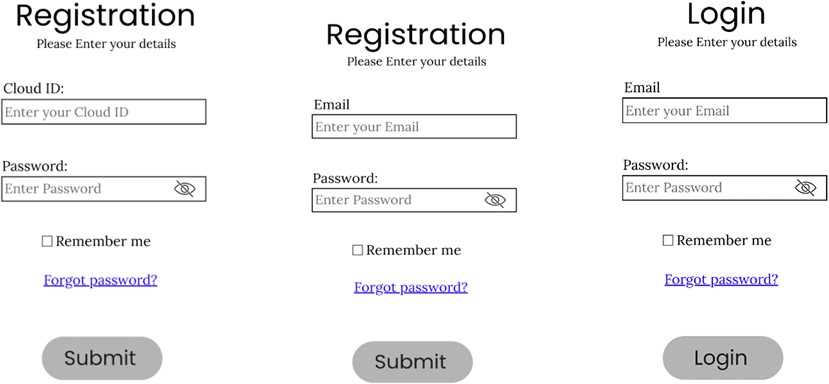 Registration
Please Enter your details
Cloud ID:
Enter your Cloud ID
Password:
Enter Password
Remember me
Forgot password?
Submit
Registration
Please Enter your details
Email
Enter your Email
Password:
Enter Password
Remember me
Forgot password?
Submit
Login
Please Enter your details
Email
Enter your Email
Password:
Enter Password
Remember me
Forgot password?
Login